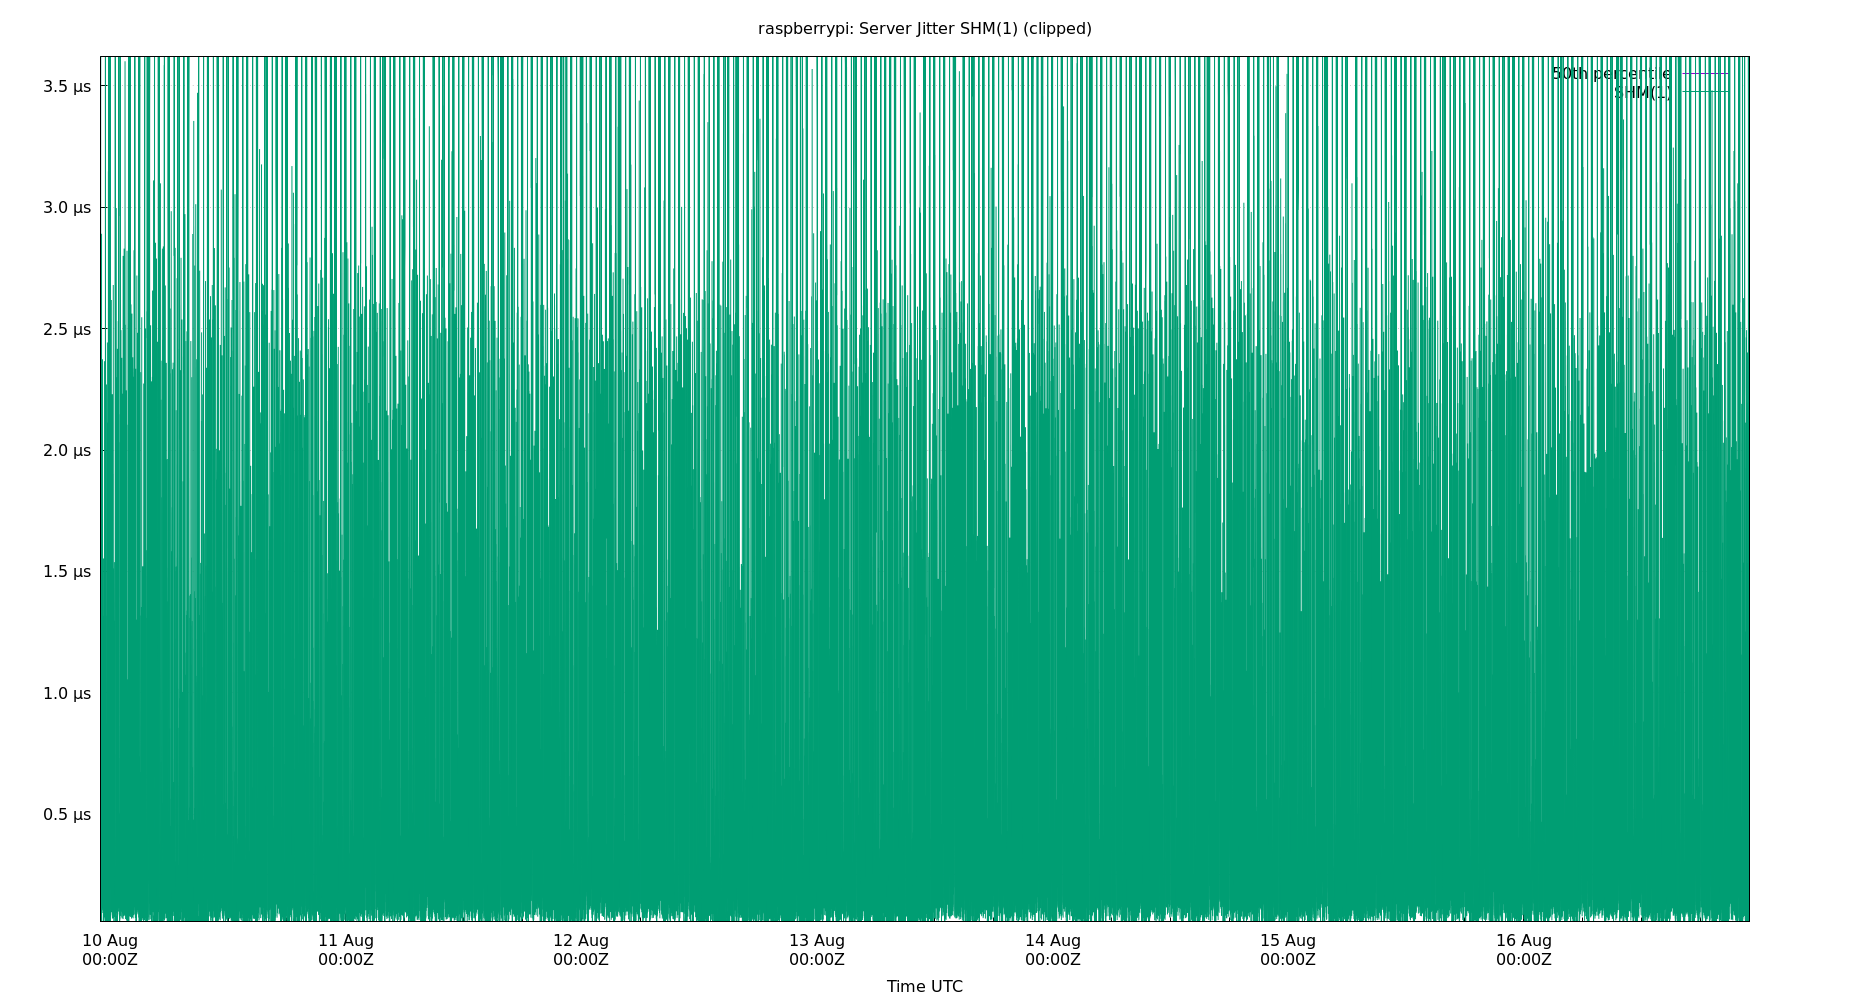 raspberrypi: Server Jitter SHM(1) (clipped)
50th percentile
SHM(1)
3.5 µs
3.0 µs
2.5 µs
2.0 µs
1.5 µs
1.0 µs
0.5 µs
10 Aug 11 Aug 12 Aug 13 Aug 14 Aug 15 Aug 16 Aug
00:00Z 00:00Z 00:00Z 00:00Z 00:00Z 00:00Z 00:00Z
Time UTC